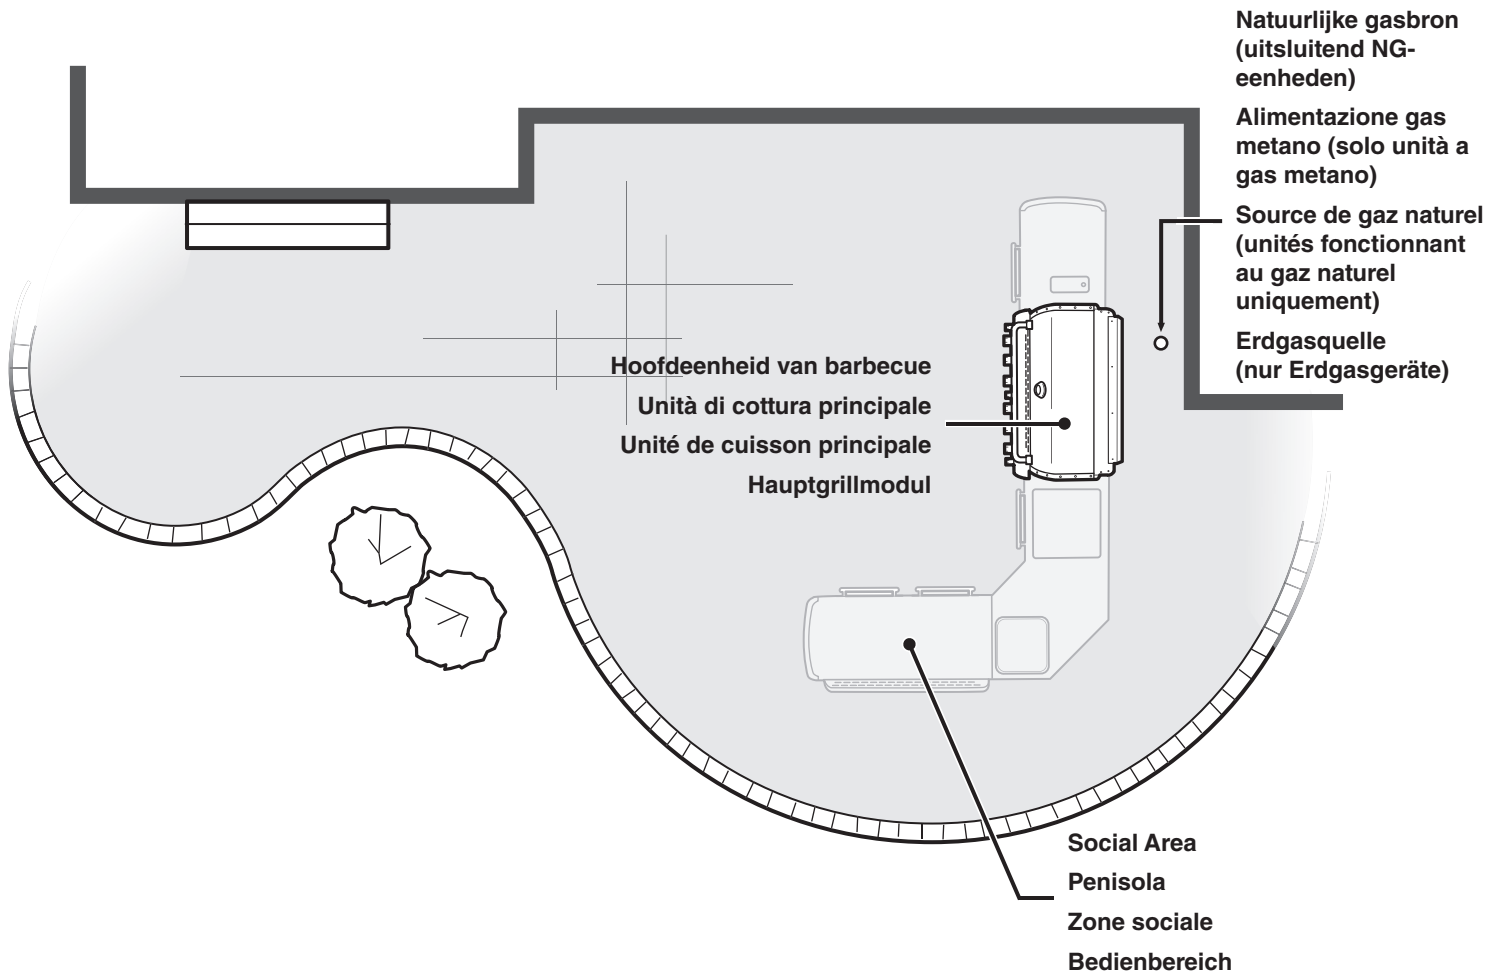 Natuurlijke gasbron
(uitsluitend NG-
eenheden)
Alimentazione gas
metano (solo unità a
gas metano)
Source de gaz naturel
(unités fonctionnant
au gaz naturel
uniquement)
Erdgasquelle
(nur Erdgasgeräte)
Hoofdeenheid van barbecue
Unità di cottura principale
Unité de cuisson principale
Hauptgrillmodul
Social Area
Penisola
Zone sociale
Bedienbereich